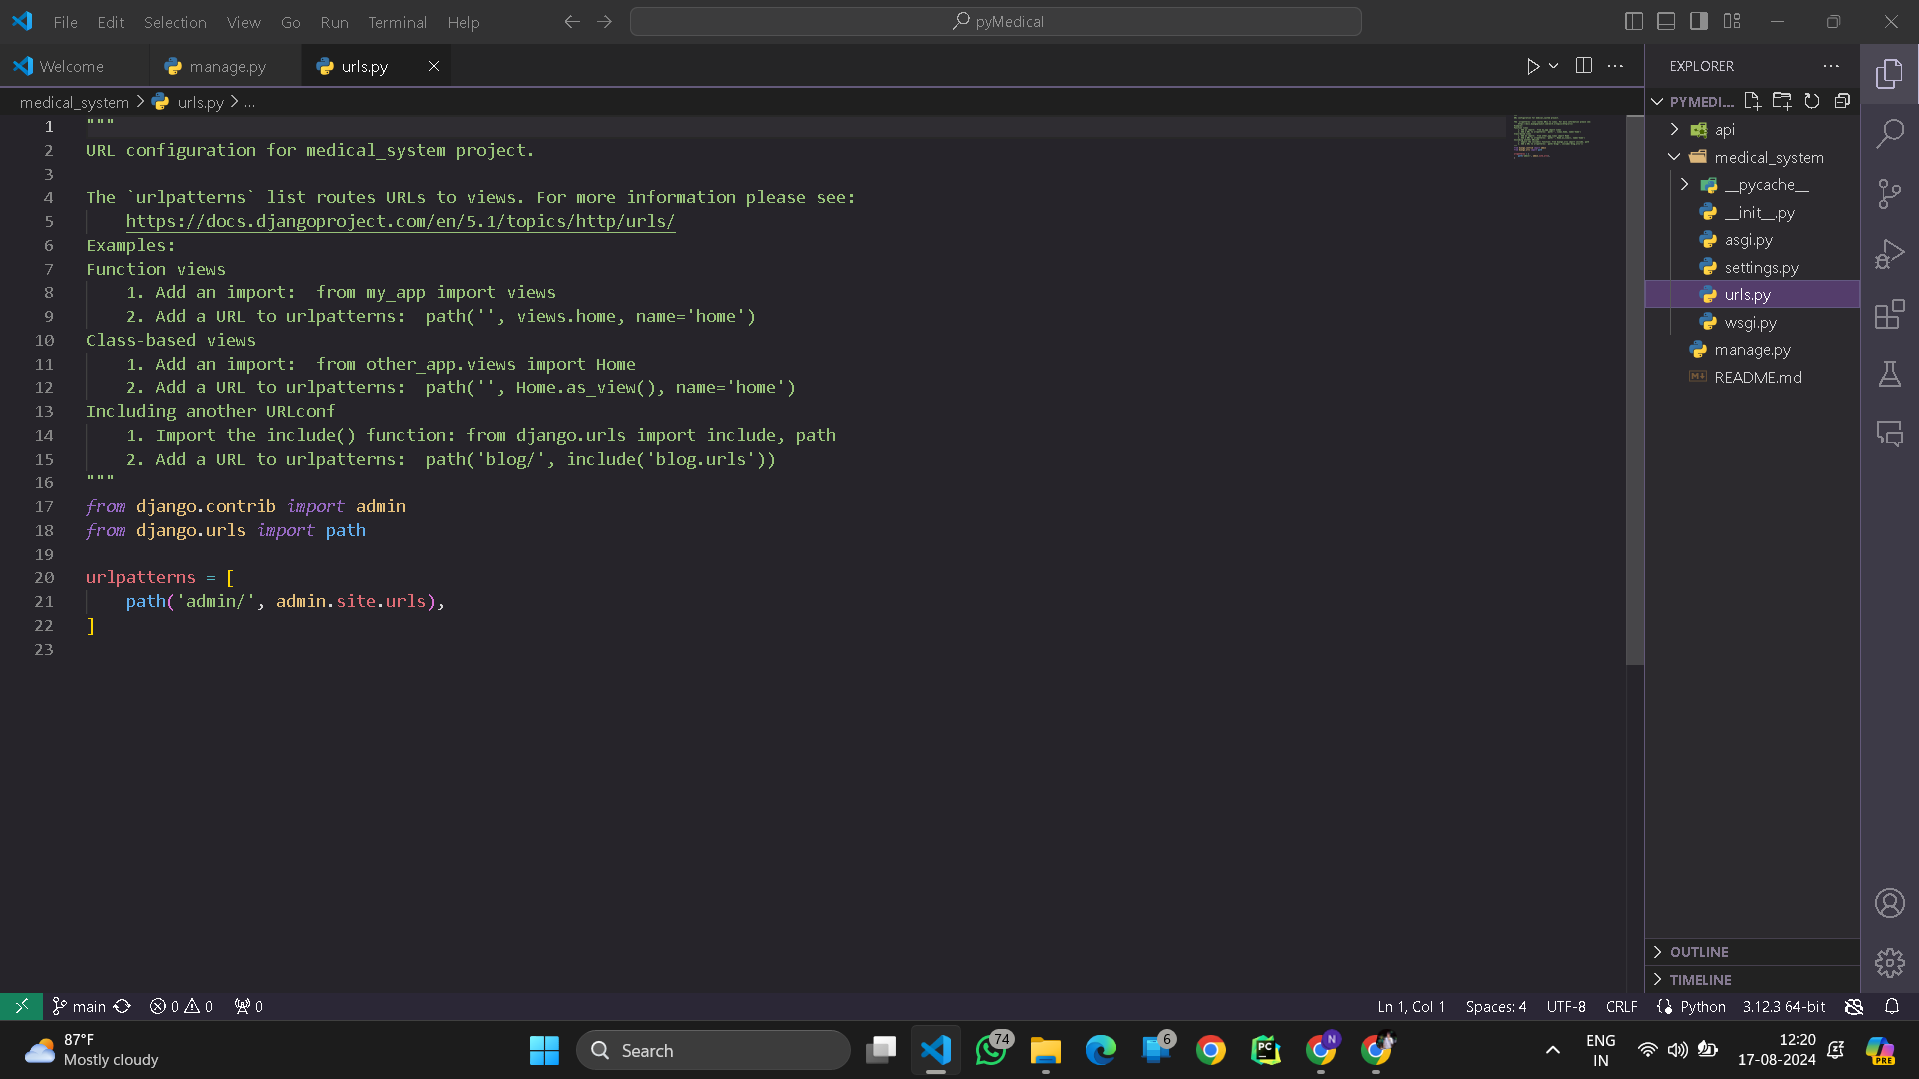 File Edit Selection View Go Run Terminal Help
pyMedical
Welcome manage.py urls.py
EXPLORER
medical_system > urls.py > ...
PYMEDI...
1 """
2 URL configuration for medical_system project.
3
4 The `urlpatterns` list routes URLs to views. For more information please see:
5 https://docs.djangoproject.com/en/5.1/topics/http/urls/
6 Examples:
7 Function views
8 1. Add an import:  from my_app import views
9 2. Add a URL to urlpatterns:  path('', views.home, name='home')
10 Class-based views
11 1. Add an import:  from other_app.views import Home
12 2. Add a URL to urlpatterns:  path('', Home.as_view(), name='home')
13 Including another URLconf
14 1. Import the include() function: from django.urls import include, path
15 2. Add a URL to urlpatterns:  path('blog/', include('blog.urls'))
16 """
17 from django.contrib import admin
18 from django.urls import path
19
20 urlpatterns = [
21 path('admin/', admin.site.urls),
22 ]
23
api
medical_system
__pycache__
__init__.py
asgi.py
settings.py
urls.py
wsgi.py
manage.py
README.md
OUTLINE
TIMELINE
main 0 0 0
Ln 1, Col 1 Spaces: 4 UTF-8 CRLF Python 3.12.3 64-bit
87°F
Mostly cloudy
Search
74
6
PC
N
ENG
IN
12:20
17-08-2024
PRE